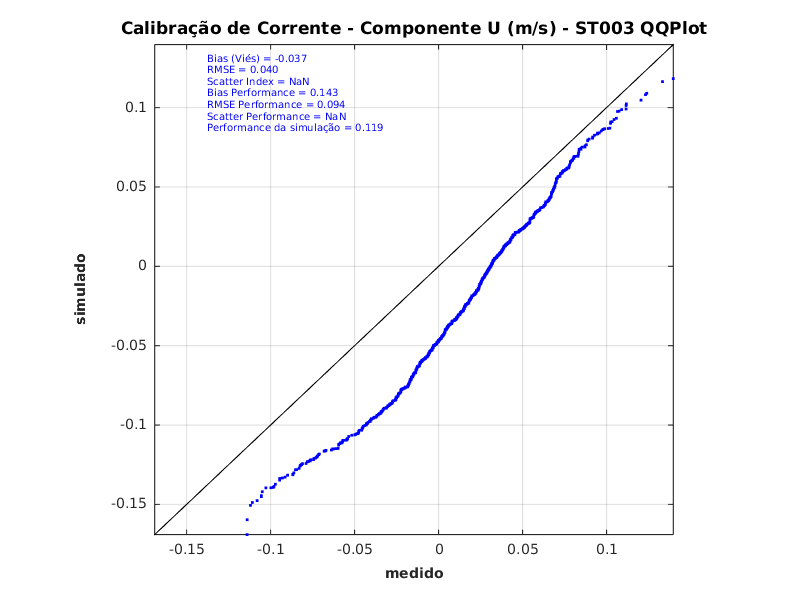 Calibração de Corrente - Componente U (m/s) - ST003 QQPlot
Bias (Viés) = -0.037
RMSE = 0.040
Scatter Index = NaN
Bias Performance = 0.143
RMSE Performance = 0.094
Scatter Performance = NaN
Performance da simulação = 0.119
0.1
0.05
0
-0.05
-0.1
-0.15
simulado
-0.15 -0.1 -0.05 0 0.05 0.1
medido